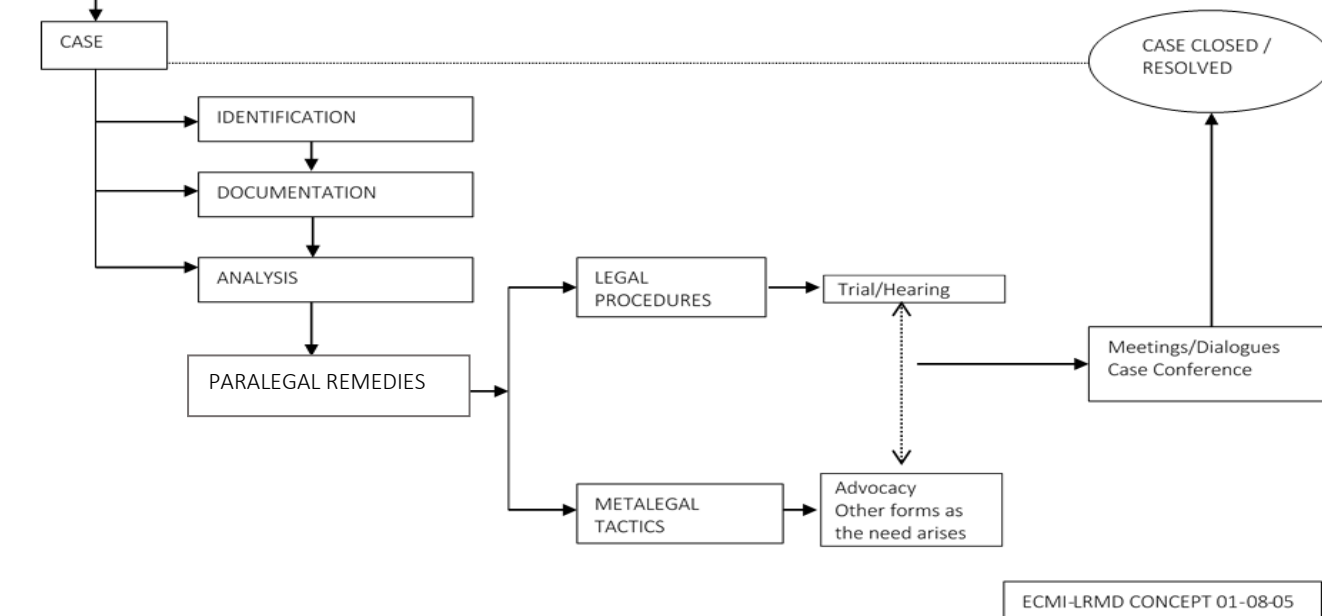 CASE
CASE CLOSED /
RESOLVED
IDENTIFICATION
DOCUMENTATION
ANALYSIS
LEGAL
PROCEDURES
Trial/Hearing
Meetings/Dialogues
Case Conference
PARALEGAL REMEDIES
METALEGAL
TACTICS
Advocacy
Other forms as
the need arises
ECMI-LRMD CONCEPT 01-08-05